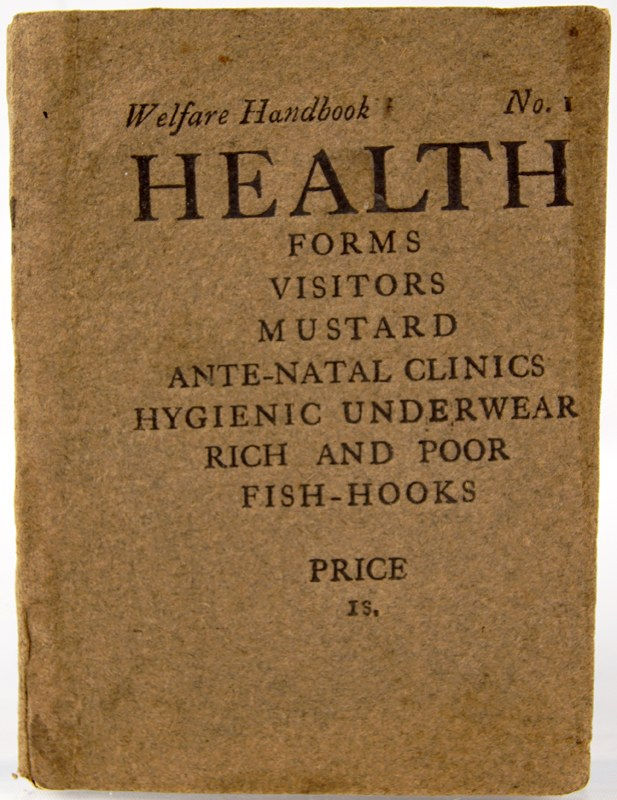 Welfare Handbook No. 1
HEALTH
FORMS
VISITORS
MUSTARD
ANTE-NATAL CLINICS
HYGIENIC UNDERWEAR
RICH AND POOR
FISH-HOOKS
PRICE
1s.